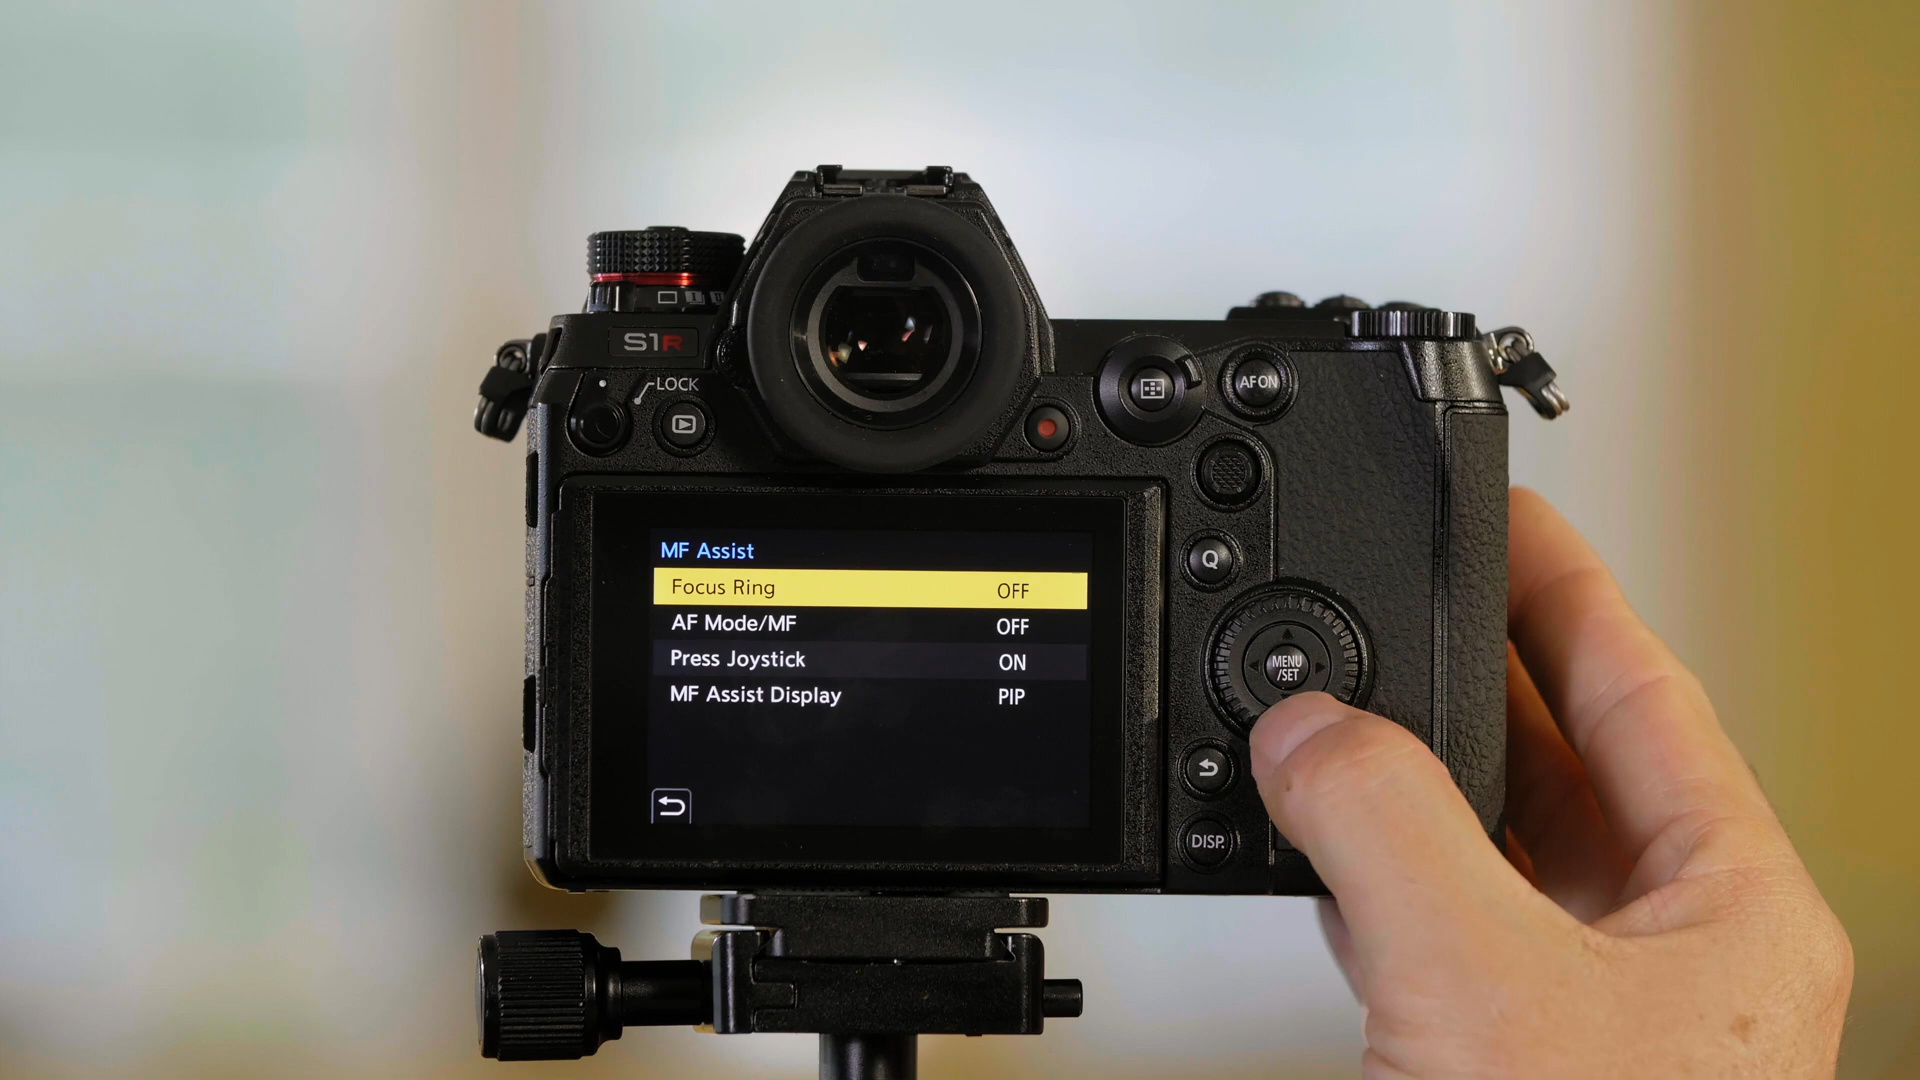 S1R
LOCK
AF ON
Q
MF Assist
Focus Ring OFF
AF Mode/MF OFF
Press Joystick ON
MF Assist Display PIP
MENU
/SET
DISP.